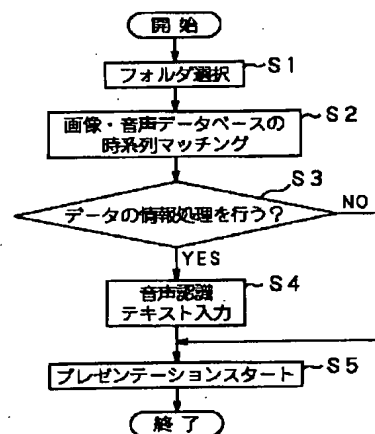 開始
フォルダ選択
S1
画像・音声データベースの
時系列マッチング
S2
データの情報処理を行う?
S3
NO
YES
音声認識
テキスト入力
S4
プレゼンテーションスタート
S5
終了